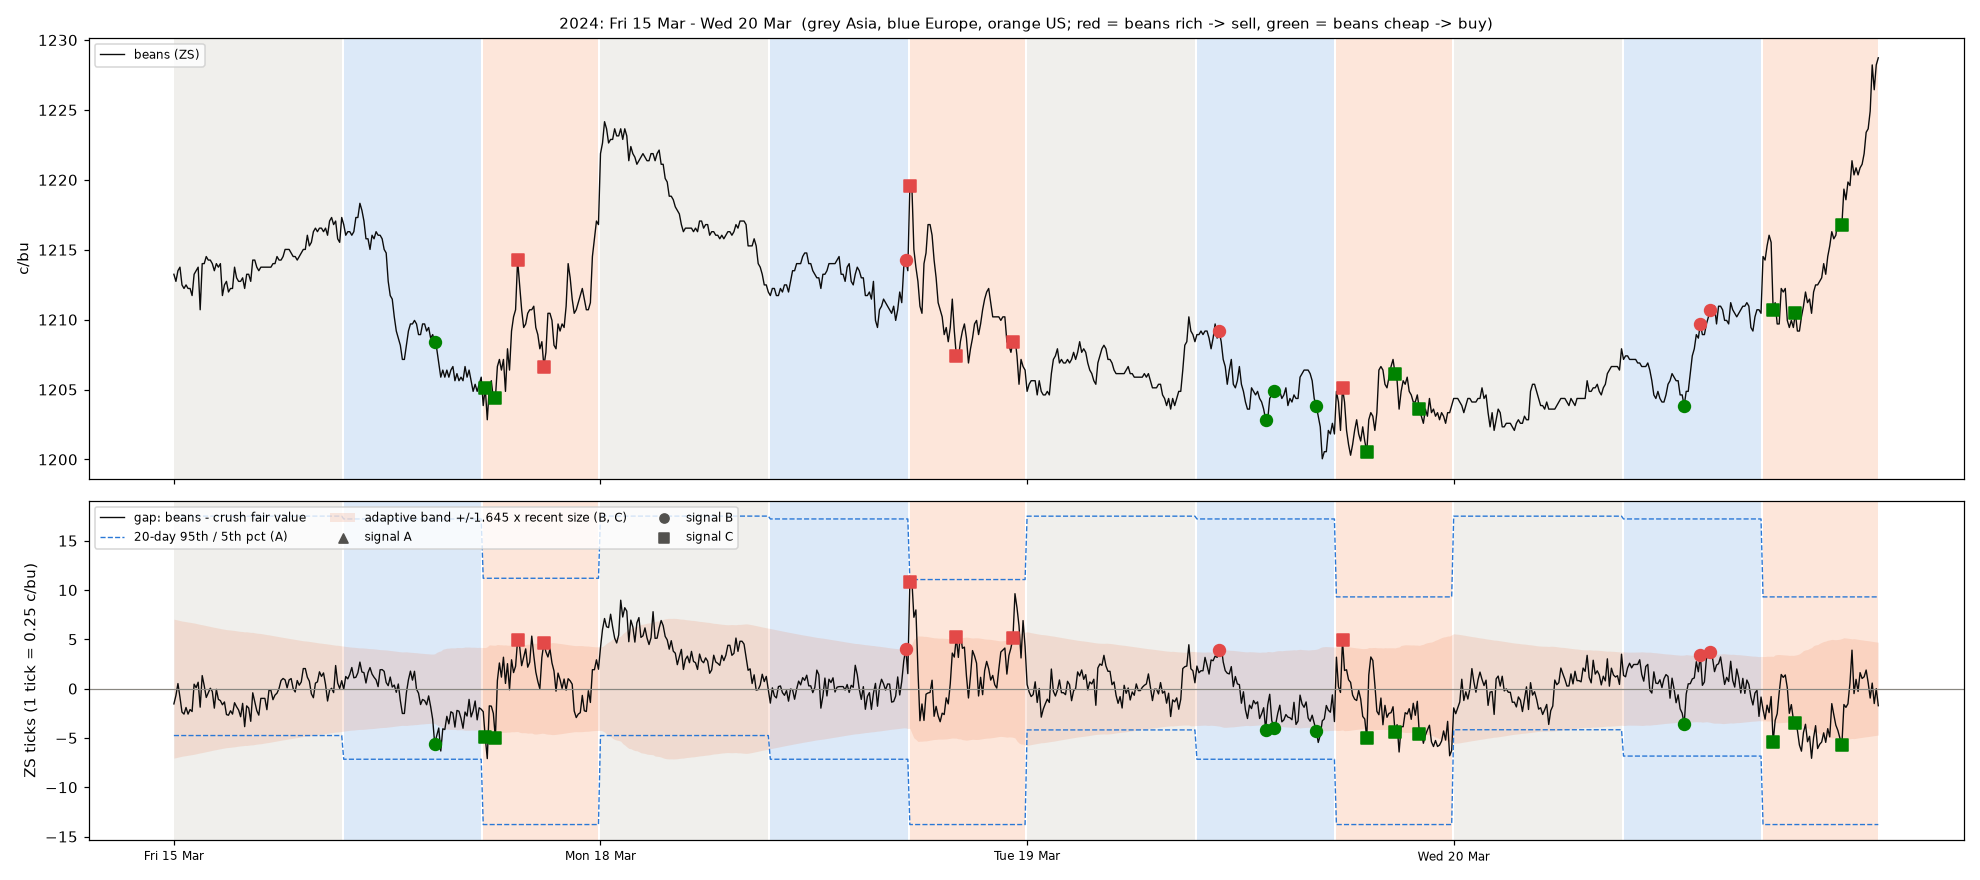 2024: Fri 15 Mar - Wed 20 Mar  (grey Asia, blue Europe, orange US; red = beans rich -> sell, green = beans cheap -> buy)
beans (ZS)
c/bu
1230
1225
1220
1215
1210
1205
1200
gap: beans - crush fair value
20-day 95th / 5th pct (A)
adaptive band +/-1.645 x recent size (B, C)
signal A
signal B
signal C
ZS ticks (1 tick = 0.25 c/bu)
15
10
5
0
−5
−10
−15
Fri 15 Mar
Mon 18 Mar
Tue 19 Mar
Wed 20 Mar